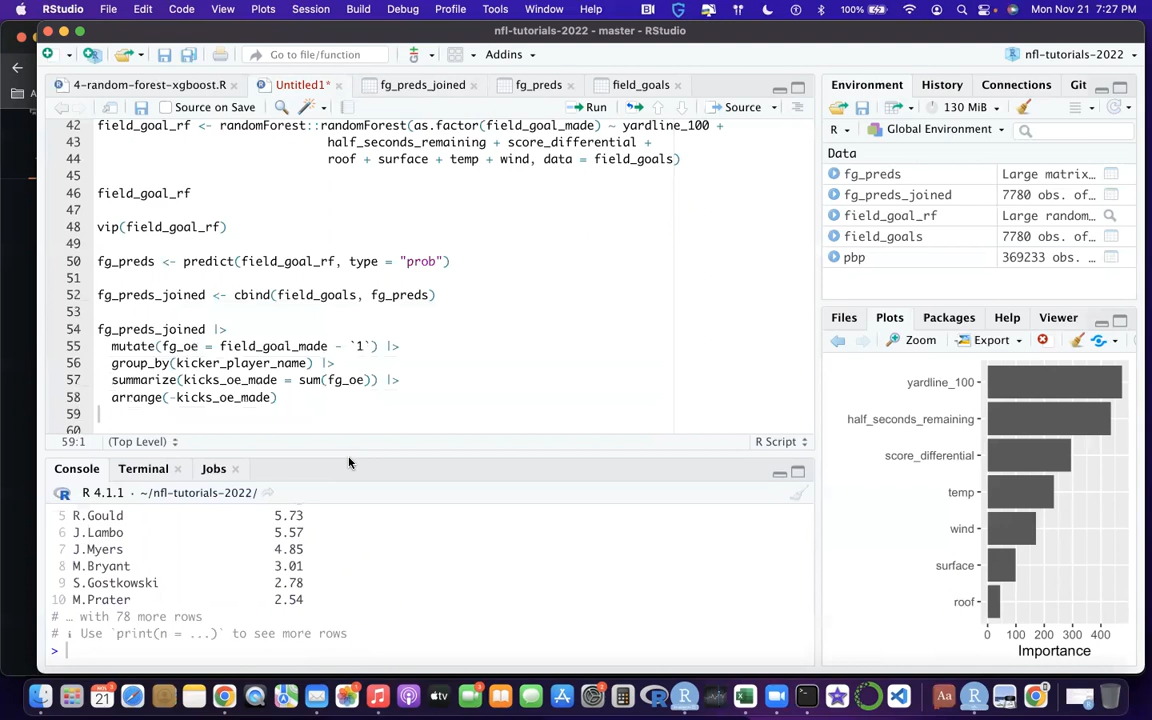 RStudio File Edit Code View Plots Session Build Debug Profile Tools Window Help 100% Mon Nov 21 7:27 PM
nfl-tutorials-2022 - master - RStudio
Go to file/function Addins nfl-tutorials-2022
4-random-forest-xgboost.R Untitled1* fg_preds_joined fg_preds field_goals
Source on Save Run Source
42 field_goal_rf <- randomForest::randomForest(as.factor(field_goal_made) ~ yardline_100 +
43 half_seconds_remaining + score_differential +
44 roof + surface + temp + wind, data = field_goals)
45
46 field_goal_rf
47
48 vip(field_goal_rf)
49
50 fg_preds <- predict(field_goal_rf, type = "prob")
51
52 fg_preds_joined <- cbind(field_goals, fg_preds)
53
54 fg_preds_joined |>
55 mutate(fg_oe = field_goal_made - `1`) |>
56 group_by(kicker_player_name) |>
57 summarize(kicks_oe_made = sum(fg_oe)) |>
58 arrange(-kicks_oe_made)
59
60
59:1 (Top Level) R Script
Console Terminal Jobs
R 4.1.1 · ~/nfl-tutorials-2022/
5 R.Gould 5.73
6 J.Lambo 5.57
7 J.Myers 4.85
8 M.Bryant 3.01
9 S.Gostkowski 2.78
10 M.Prater 2.54
# … with 78 more rows
# ℹ Use `print(n = ...)` to see more rows
>
Environment History Connections Git
130 MiB
R Global Environment
Data
fg_preds Large matrix…
fg_preds_joined 7780 obs. of…
field_goal_rf Large random…
field_goals 7780 obs. of…
pbp 369233 obs. …
Files Plots Packages Help Viewer
Zoom Export
yardline_100
half_seconds_remaining
score_differential
temp
wind
surface
roof
0 100 200 300 400
Importance